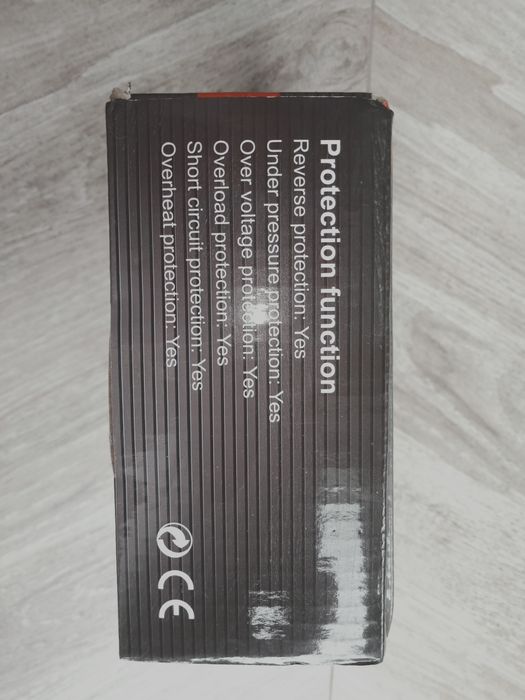 Protection function
Reverse protection: Yes
Under pressure protection: Yes
Over voltage protection: Yes
Overload protection: Yes
Short circuit protection: Yes
Overheat protection: Yes
CE